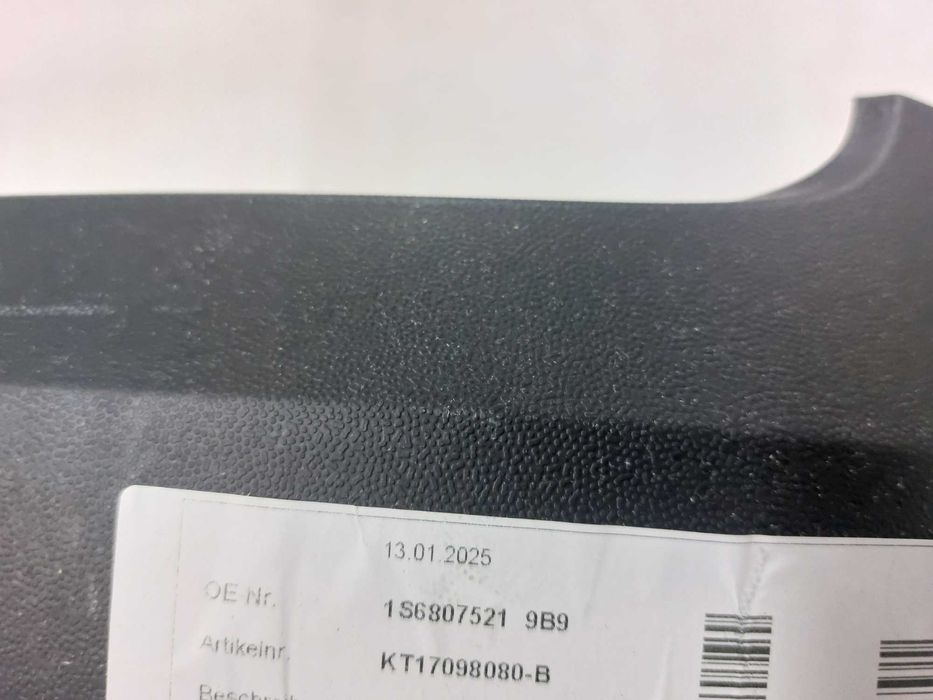 13.01.2025
OE-Nr. 1S6807521 9B9
Artikelnr. KT17098080-B